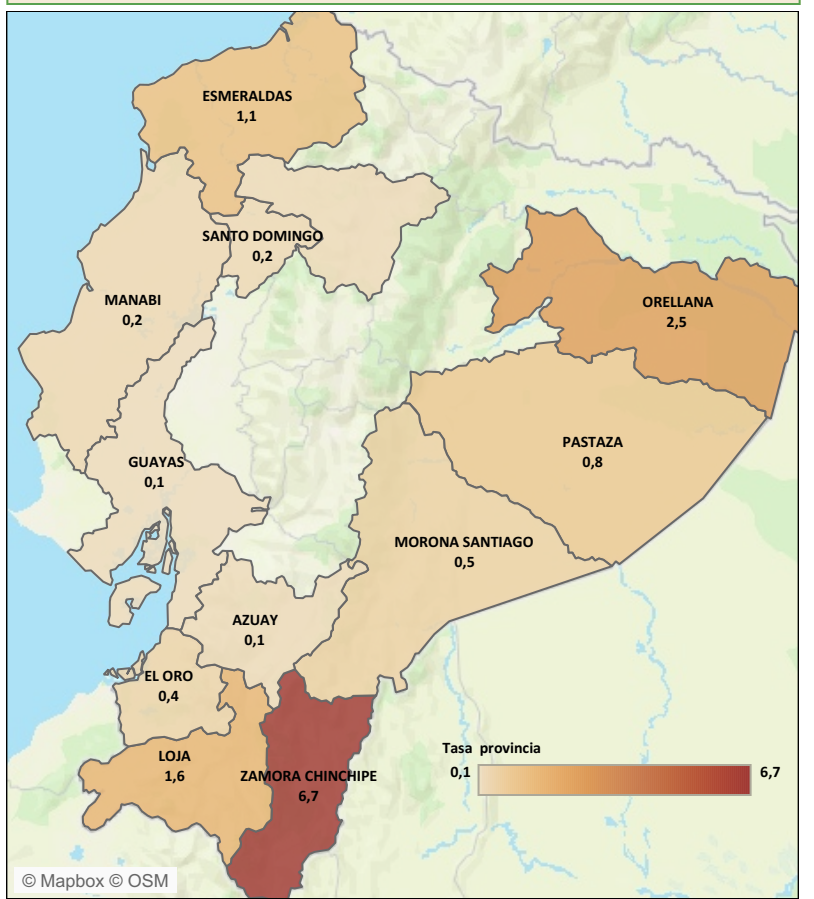 ESMERALDAS
1,1
SANTO DOMINGO
0,2
MANABI
0,2
ORELLANA
2,5
PASTAZA
0,8
GUAYAS
0,1
MORONA SANTIAGO
0,5
AZUAY
0,1
EL ORO
0,4
LOJA
1,6
ZAMORA CHINCHIPE
6,7
Tasa provincia
0,1
6,7
© Mapbox © OSM